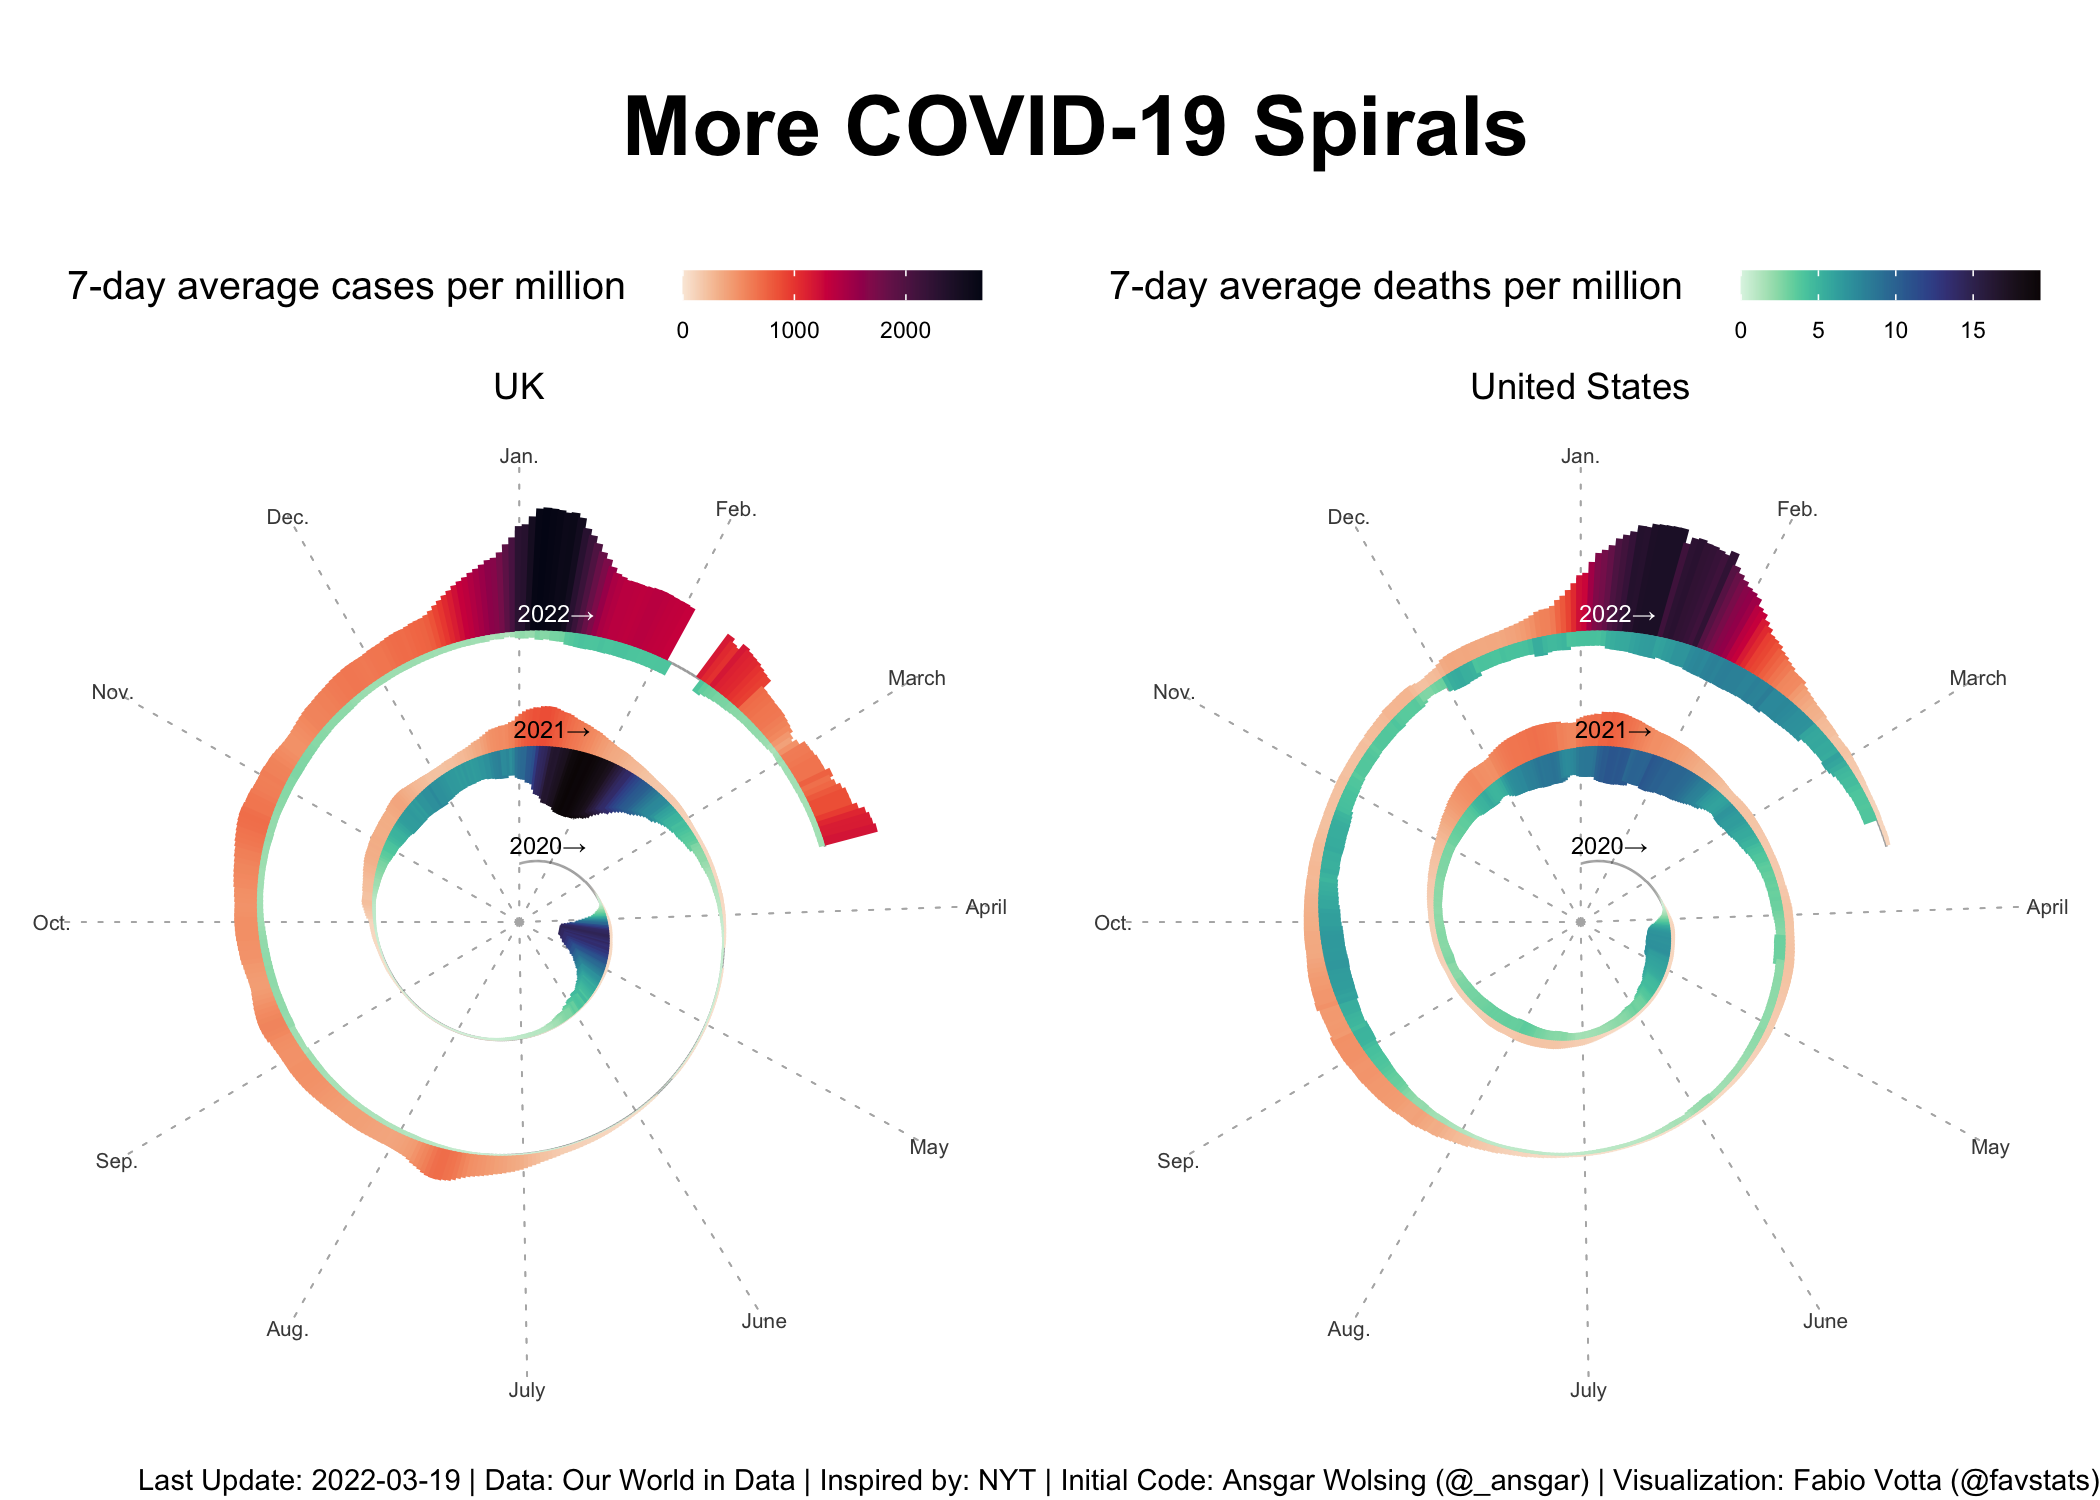 More COVID-19 Spirals
7-day average cases per million
0 1000 2000
7-day average deaths per million
0 5 10 15
UK
Jan.
Feb.
March
April
May
June
July
Aug.
Sep.
Oct.
Nov.
Dec.
2022→
2021→
2020→
United States
Jan.
Feb.
March
April
May
June
July
Aug.
Sep.
Oct.
Nov.
Dec.
2022→
2021→
2020→
Last Update: 2022-03-19 | Data: Our World in Data | Inspired by: NYT | Initial Code: Ansgar Wolsing (@_ansgar) | Visualization: Fabio Votta (@favstats)